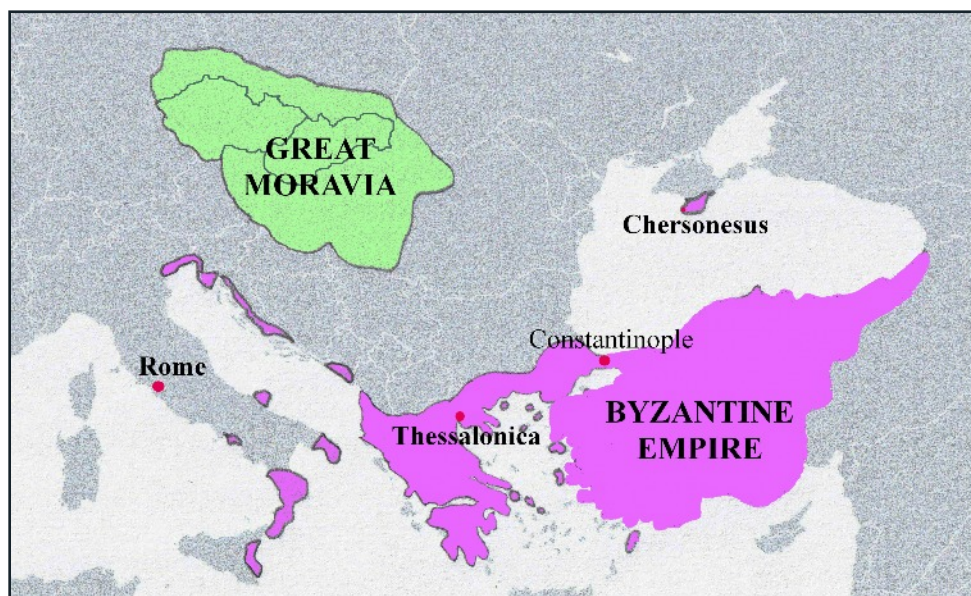 GREAT
MORAVIA
Chersonesus
Constantinople
Rome
BYZANTINE
EMPIRE
Thessalonica